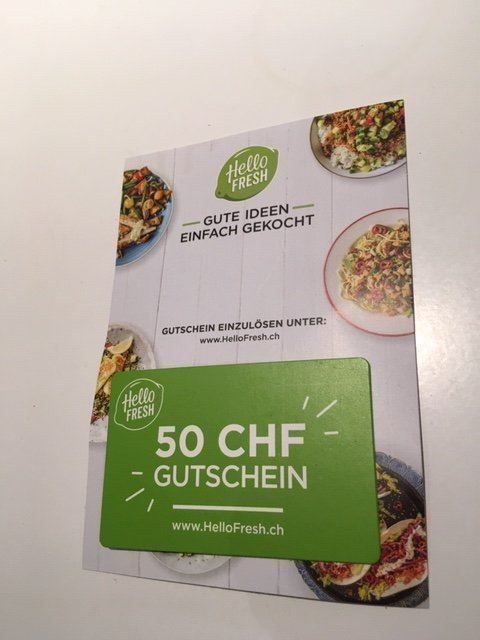 Hello
FRESH
GUTE IDEEN
EINFACH GEKOCHT
GUTSCHEIN EINZULÖSEN UNTER:
www.HelloFresh.ch
Hello
FRESH
50 CHF
GUTSCHEIN
www.HelloFresh.ch